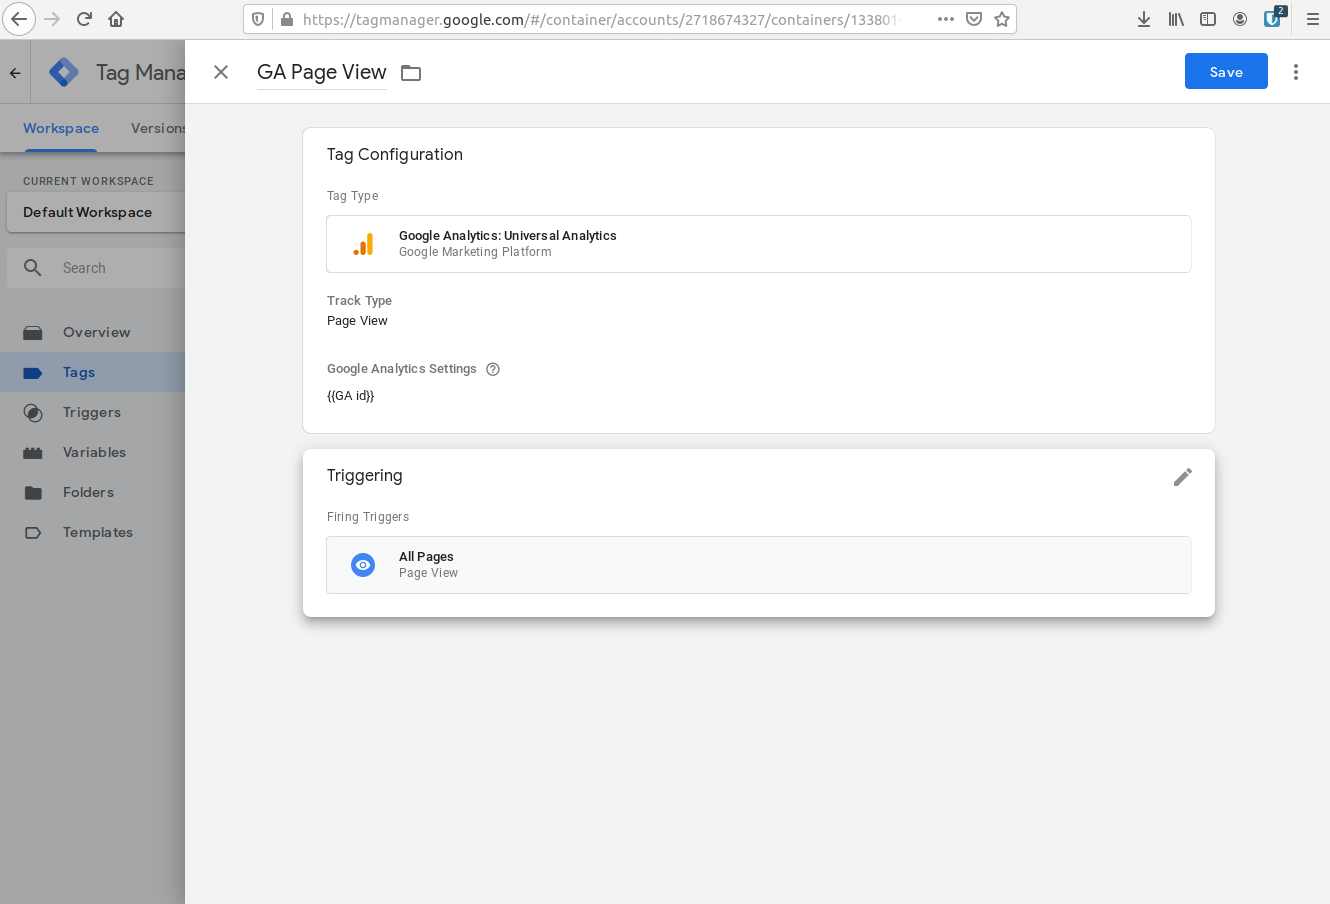 https://tagmanager.google.com/#/container/accounts/2718674327/containers/13380
2
Tag Mana
GA Page View
Save
Workspace
Versions
CURRENT WORKSPACE
Default Workspace
Search
Overview
Tags
Triggers
Variables
Folders
Templates
Tag Configuration
Tag Type
Google Analytics: Universal Analytics
Google Marketing Platform
Track Type
Page View
Google Analytics Settings
{{GA id}}
Triggering
Firing Triggers
All Pages
Page View